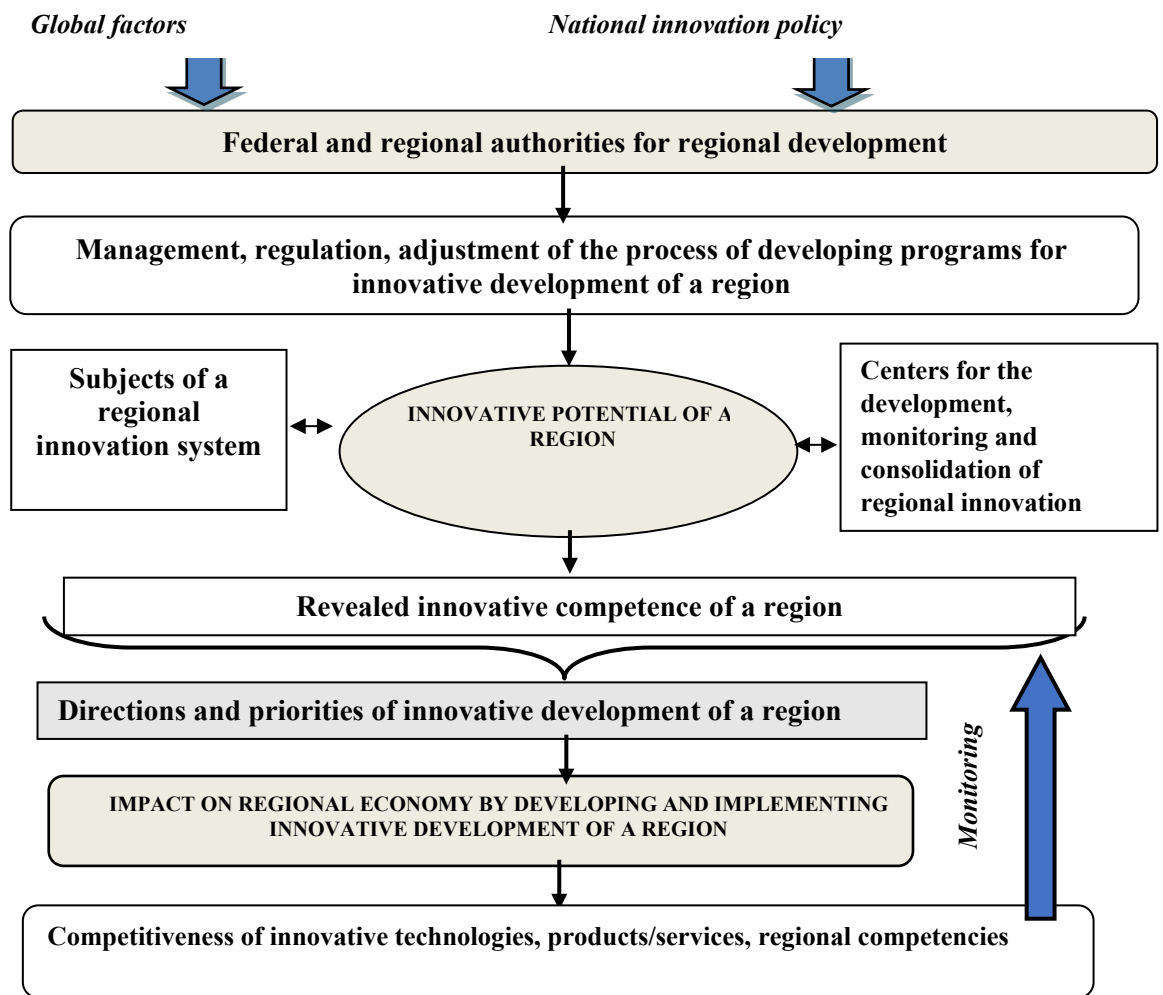 Global factors
National innovation policy
Federal and regional authorities for regional development
Management, regulation, adjustment of the process of developing programs for
innovative development of a region
Subjects of a
regional
innovation system
INNOVATIVE POTENTIAL OF A
REGION
Centers for the
development,
monitoring and
consolidation of
regional innovation
Revealed innovative competence of a region
Directions and priorities of innovative development of a region
IMPACT ON REGIONAL ECONOMY BY DEVELOPING AND IMPLEMENTING
INNOVATIVE DEVELOPMENT OF A REGION
Monitoring
Competitiveness of innovative technologies, products/services, regional competencies